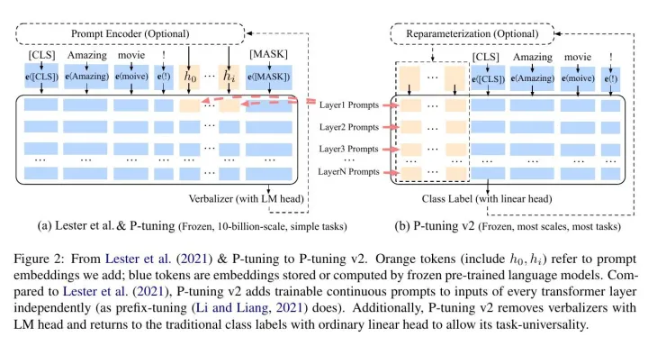 Prompt Encoder (Optional)
[CLS] Amazing movie ! [MASK]
e([CLS]) e(Amazing) e(moive) e(!) h0 ... hi e([MASK])
...
...
... ... ... ... ...
Verbalizer (with LM head)
(a) Lester et al. & P-tuning (Frozen, 10-billion-scale, simple tasks)
Layer1 Prompts
Layer2 Prompts
Layer3 Prompts
...
LayerN Prompts
Reparameterization (Optional)
[CLS] Amazing movie !
... e([CLS]) e(Amazing) e(moive) e(!)
...
...
... ... ... ... ...
Class Label (with linear head)
(b) P-tuning v2 (Frozen, most scales, most tasks)
Figure 2: From Lester et al. (2021) & P-tuning to P-tuning v2. Orange tokens (include h0, hi) refer to prompt
embeddings we add; blue tokens are embeddings stored or computed by frozen pre-trained language models. Com-
pared to Lester et al. (2021), P-tuning v2 adds trainable continuous prompts to inputs of every transformer layer
independently (as prefix-tuning (Li and Liang, 2021) does). Additionally, P-tuning v2 removes verbalizers with
LM head and returns to the traditional class labels with ordinary linear head to allow its task-universality.